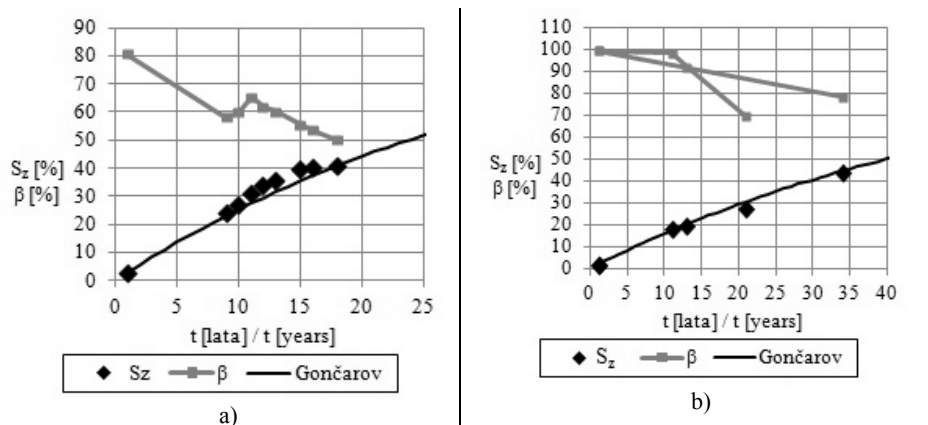 90
80
70
60
50
40
30
20
10
0
S_z [%]
β [%]
0 5 10 15 20 25
t [lata] / t [years]
Sz β Gončarov
a)
100
90
80
70
60
50
40
30
20
10
0
S_z [%]
β [%]
0 5 10 15 20 25 30 35 40
t [lata] / t [years]
S_z β Gončarov
b)